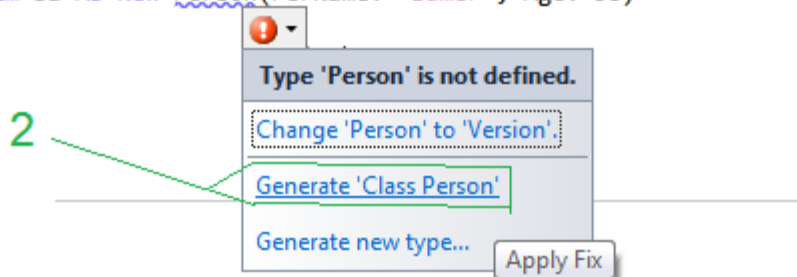 Type 'Person' is not defined.
2
Change 'Person' to 'Version'.
Generate 'Class Person'
Generate new type...
Apply Fix